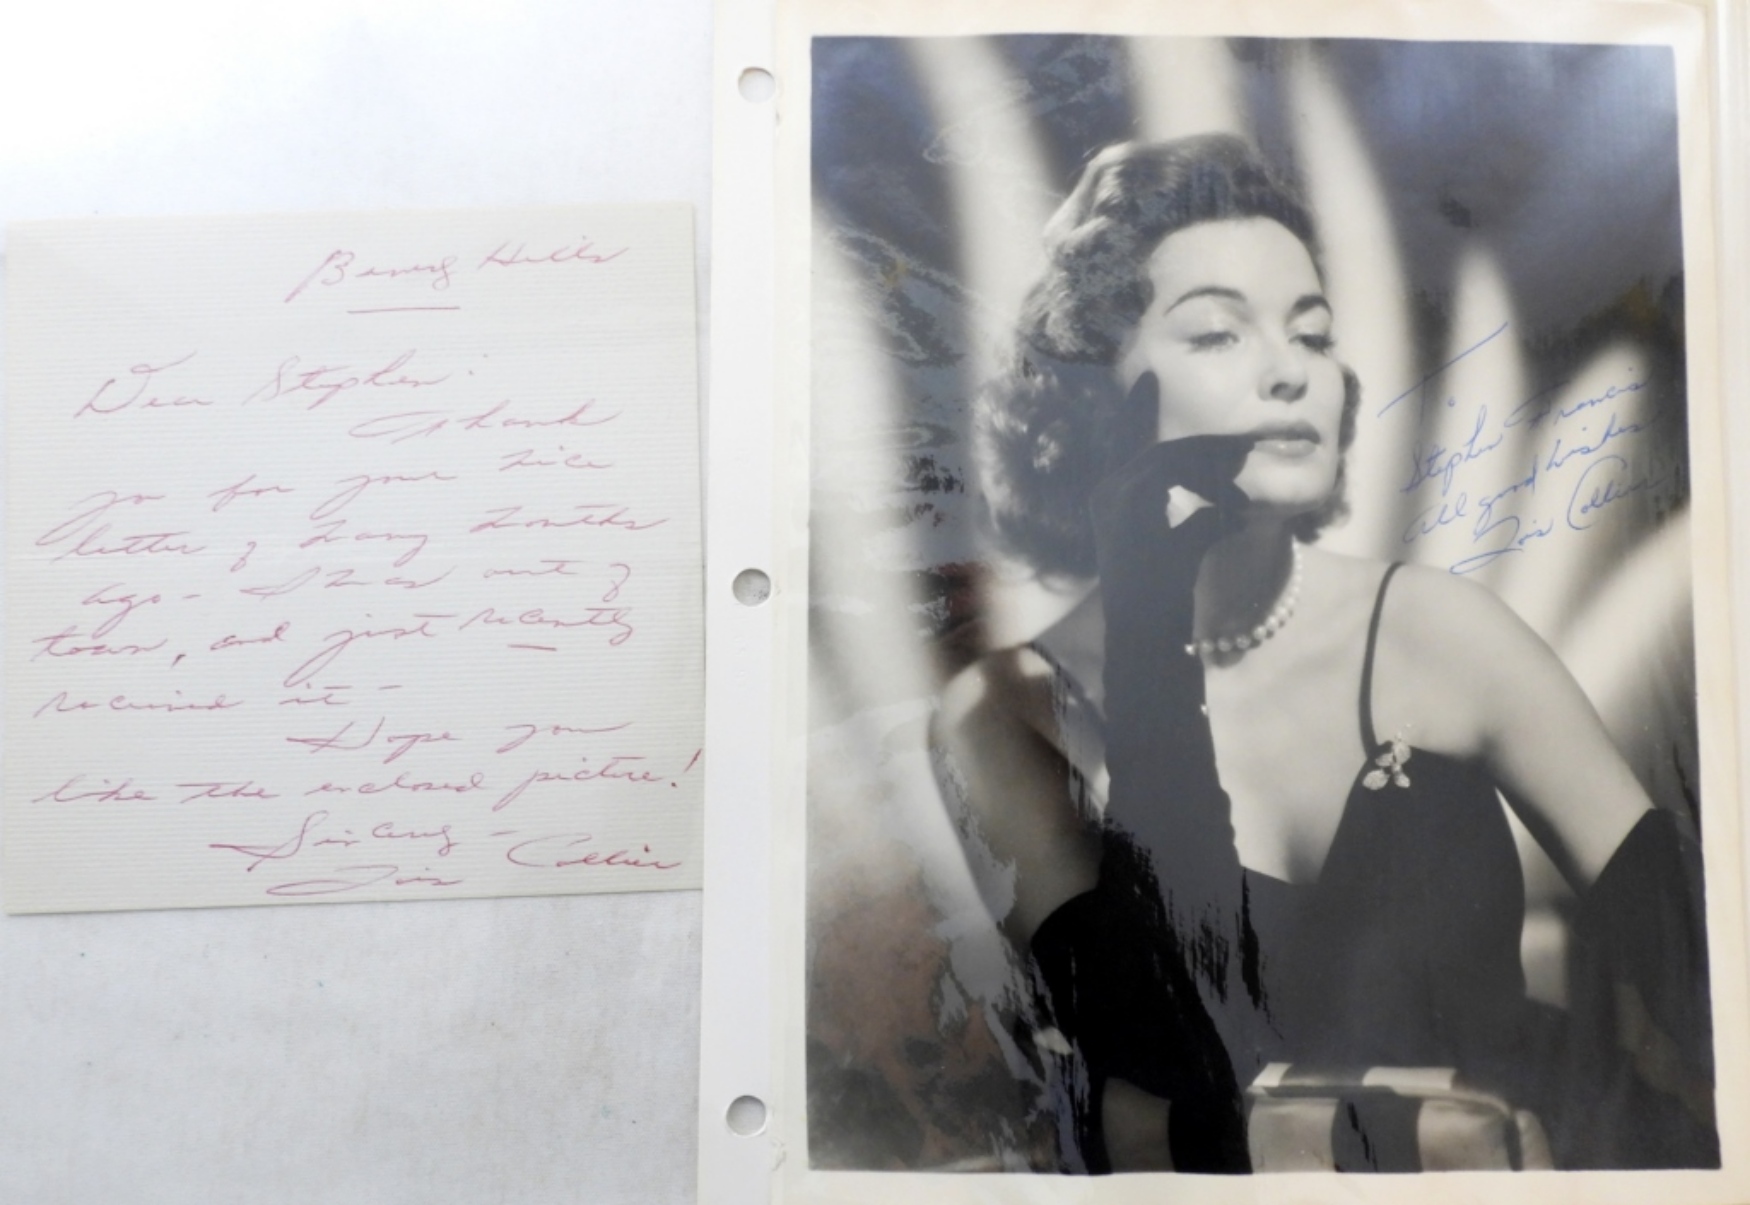 Beverly Hills
Dear Stephen:
Thank
you for your nice
letter of many months
ago - I was out of
town, and just recently
received it -
Hope you
like the enclosed picture!
Sincerely -
Lois Collier
To
Stephen Francis
All good wishes
Lois Collier